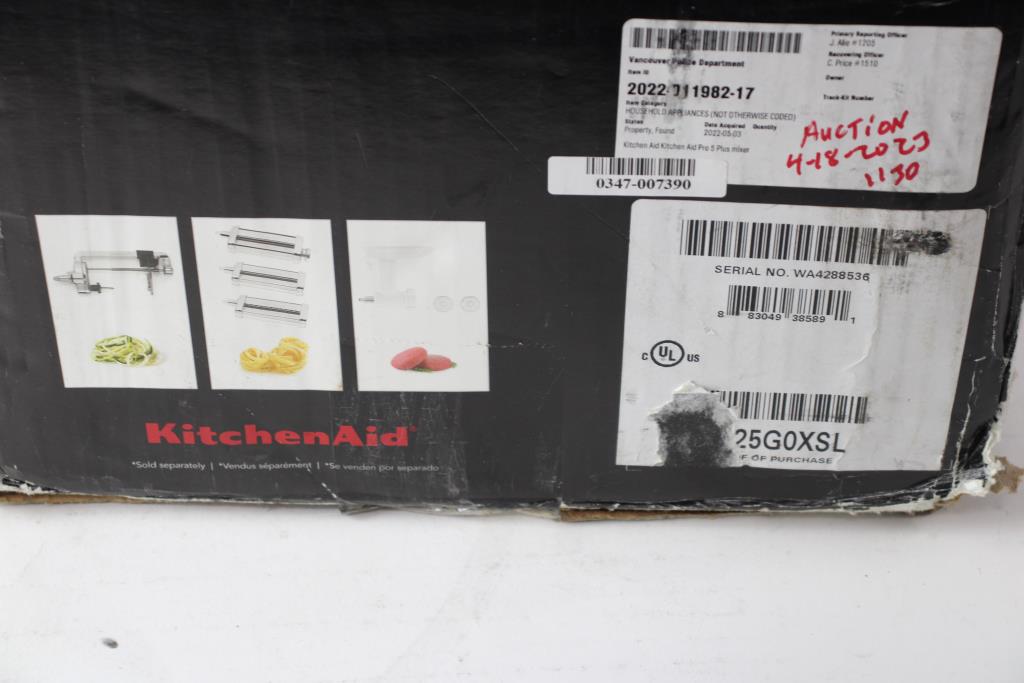 Vancouver Police Department
Item ID
2022-011982-17
Item Category
HOUSEHOLD APPLIANCES (NOT OTHERWISE CODED)
Status
Property, Found
Date Acquired
2022-05-03
Quantity
Kitchen Aid Kitchen Aid Pro 5 Plus mixer
Primary Reporting Officer
J. Alie #1205
Recovering Officer
C. Price #1510
Owner
Track-Kit Number
AUCTION
4-18-2023
1130
0347-007390
SERIAL NO. WA4288536
8 83049 38589 1
C UL US
25G0XSL
OF PURCHASE
KitchenAid
*Sold separately | *Vendus séparément | *Se venden por separado